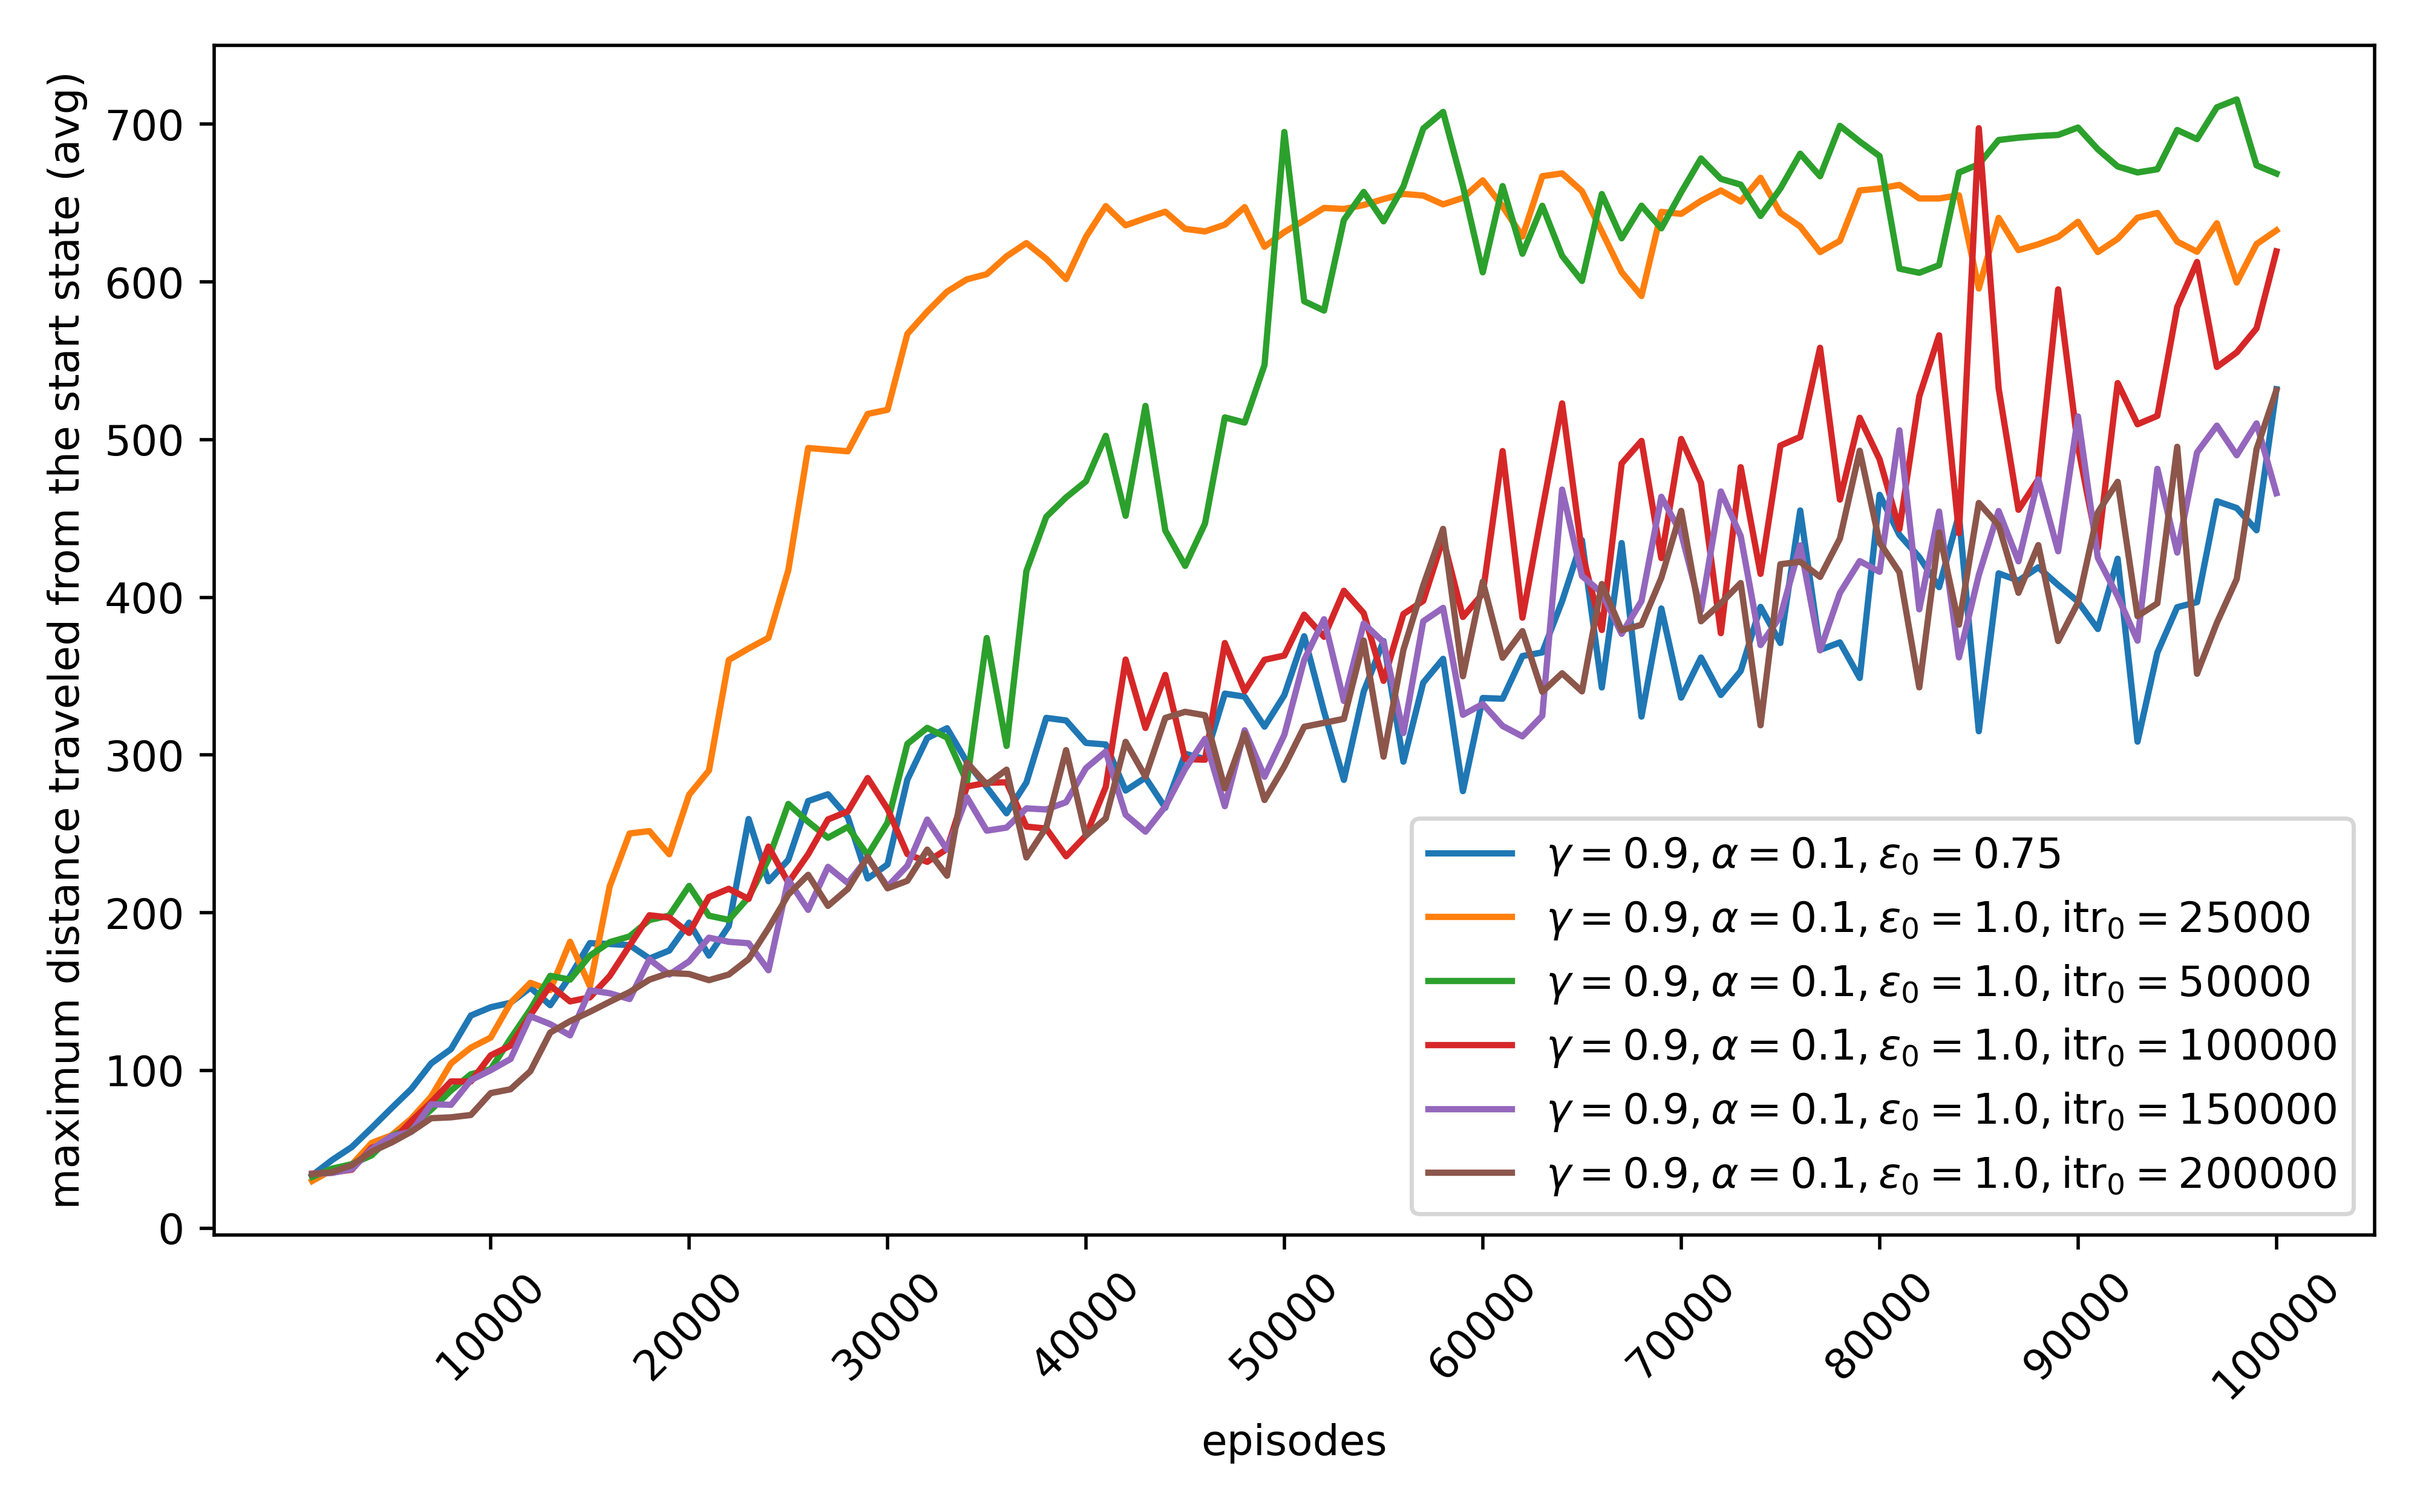 maximum distance traveled from the start state (avg)
700
600
500
400
300
200
100
0
γ = 0.9, α = 0.1, ε₀ = 0.75
γ = 0.9, α = 0.1, ε₀ = 1.0, itr₀ = 25000
γ = 0.9, α = 0.1, ε₀ = 1.0, itr₀ = 50000
γ = 0.9, α = 0.1, ε₀ = 1.0, itr₀ = 100000
γ = 0.9, α = 0.1, ε₀ = 1.0, itr₀ = 150000
γ = 0.9, α = 0.1, ε₀ = 1.0, itr₀ = 200000
10000
20000
30000
40000
50000
60000
70000
80000
90000
100000
episodes